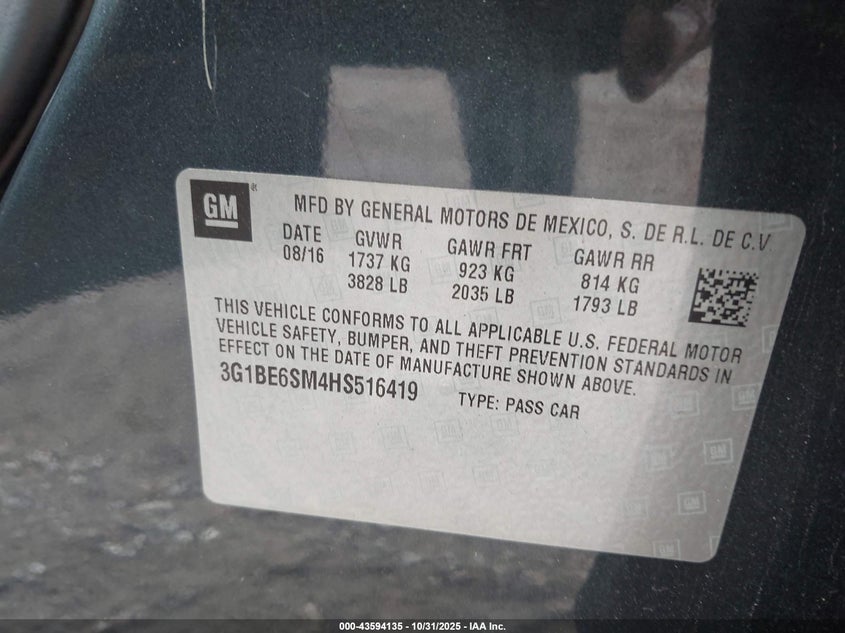 GM
MFD BY GENERAL MOTORS DE MEXICO, S. DE R.L. DE C.V.
DATE GVWR GAWR FRT GAWR RR
08/16 1737 KG 923 KG 814 KG
3828 LB 2035 LB 1793 LB
THIS VEHICLE CONFORMS TO ALL APPLICABLE U.S. FEDERAL MOTOR
VEHICLE SAFETY, BUMPER, AND THEFT PREVENTION STANDARDS IN
EFFECT ON THE DATE OF MANUFACTURE SHOWN ABOVE.
3G1BE6SM4HS516419 TYPE: PASS CAR
000-43594135 - 10/31/2025 - IAA Inc.